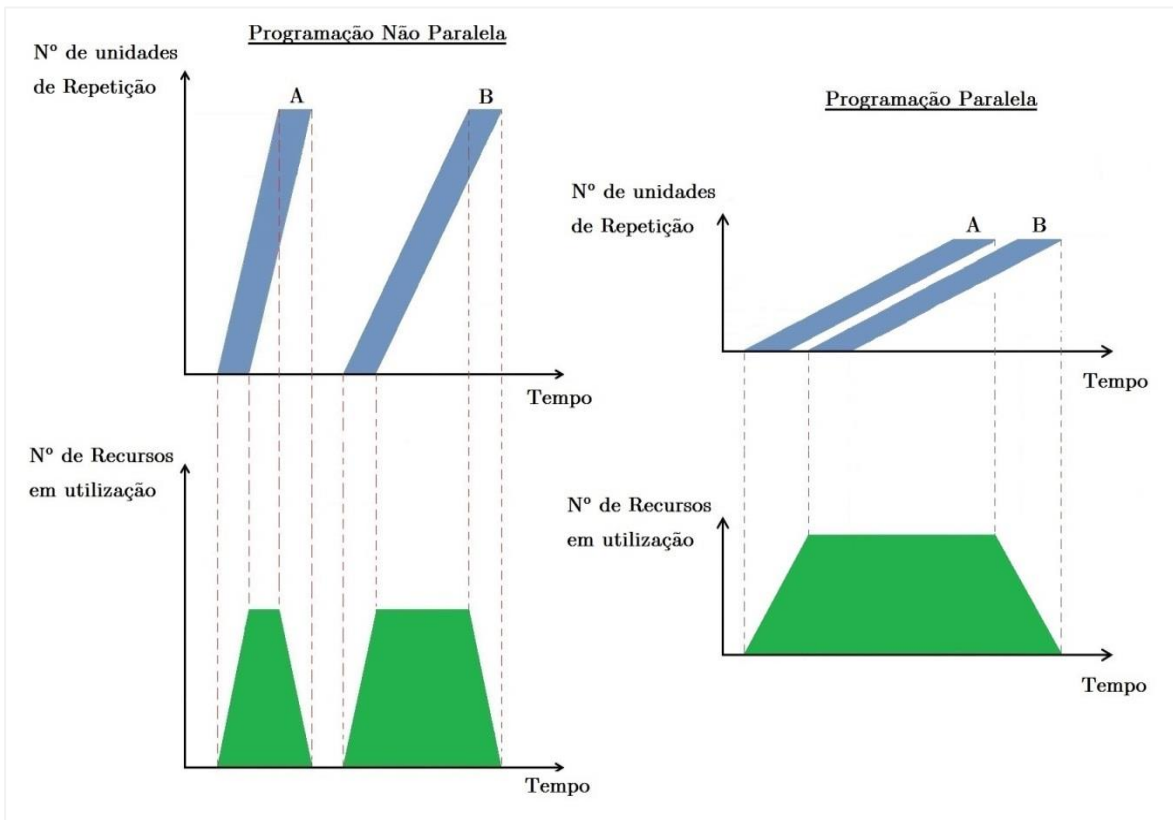 Programação Não Paralela
Nº de unidades
de Repetição
A
B
Tempo
Nº de Recursos
em utilização
Tempo
Programação Paralela
Nº de unidades
de Repetição
A
B
Tempo
Nº de Recursos
em utilização
Tempo